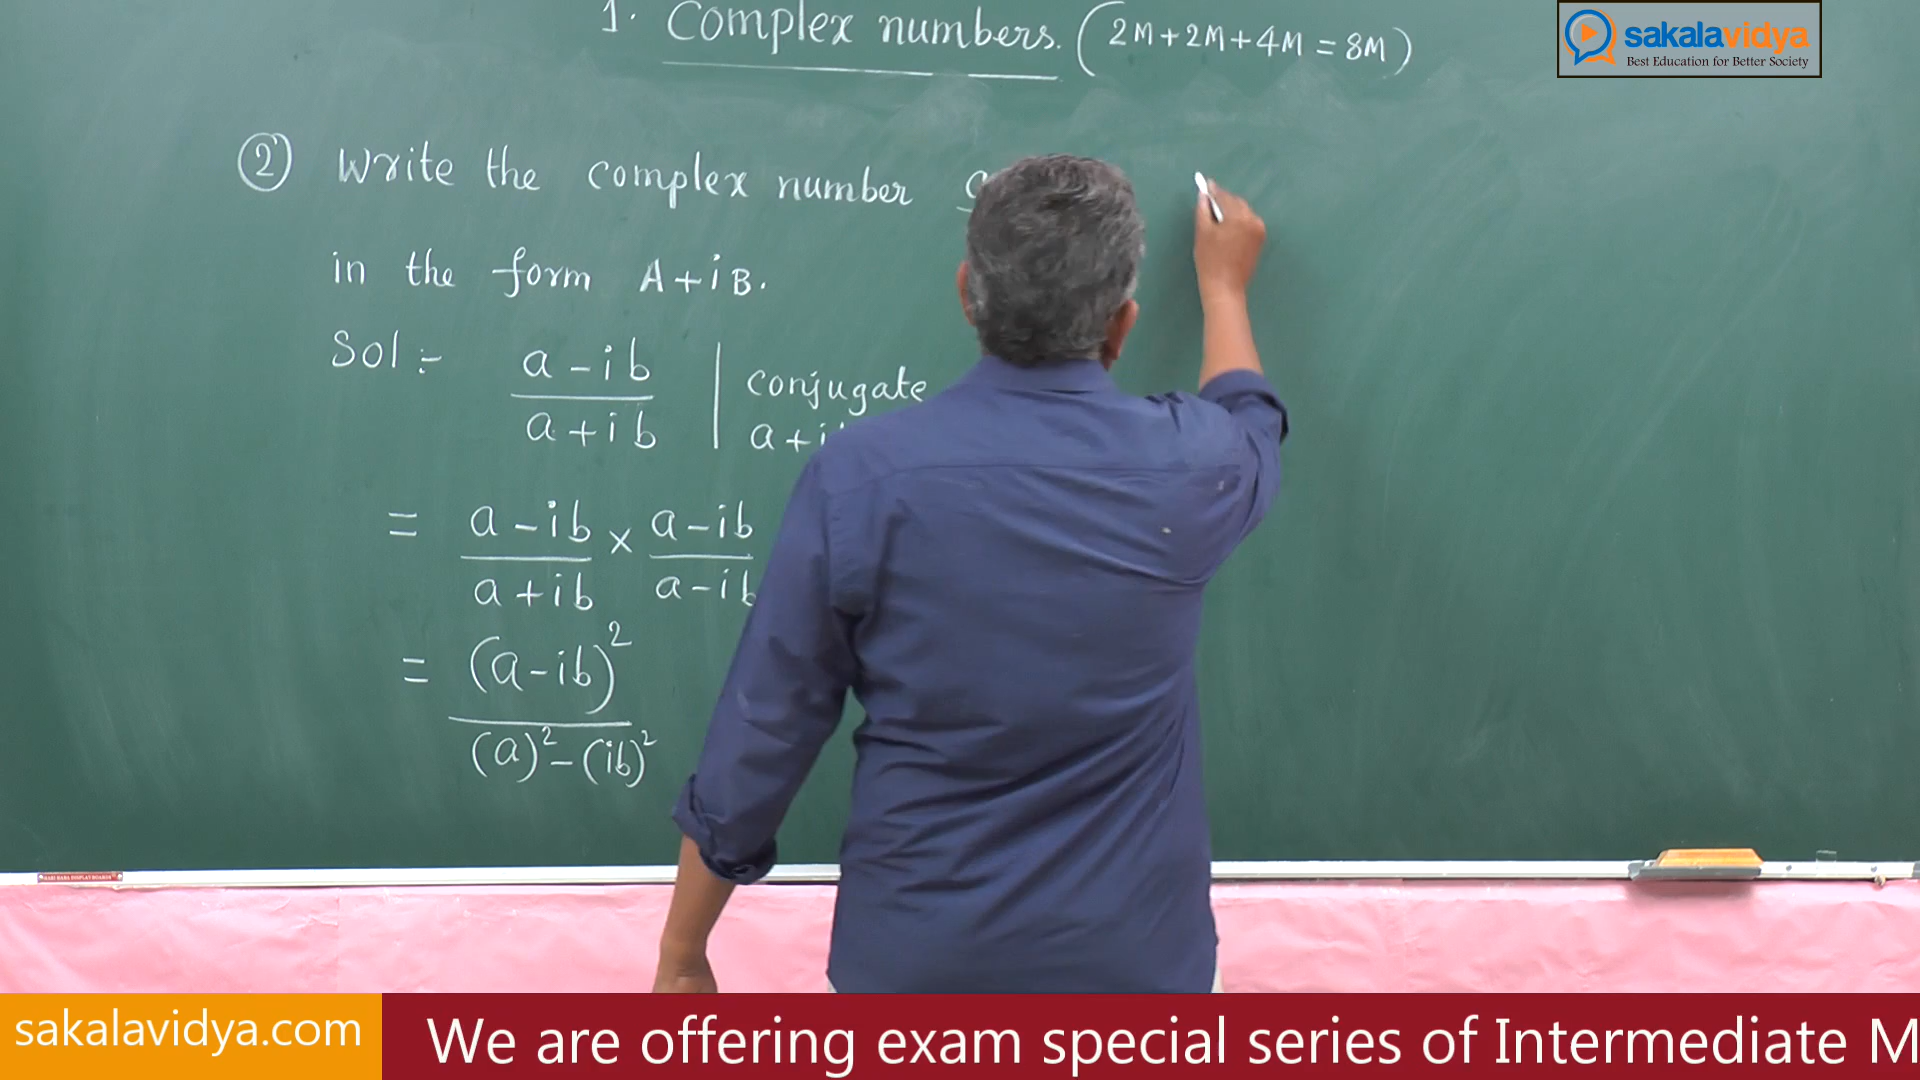 1. Complex numbers. (2M+2M+4M = 8M)
sakalavidya
Best Education for Better Society
② Write the complex number
in the form A+iB.
Sol :- a-ib / a+ib | conjugate
a+i
= a-ib / a+ib × a-ib / a-ib
= (a-ib)² / (a)²-(ib)²
sakalavidya.com
We are offering exam special series of Intermediate M